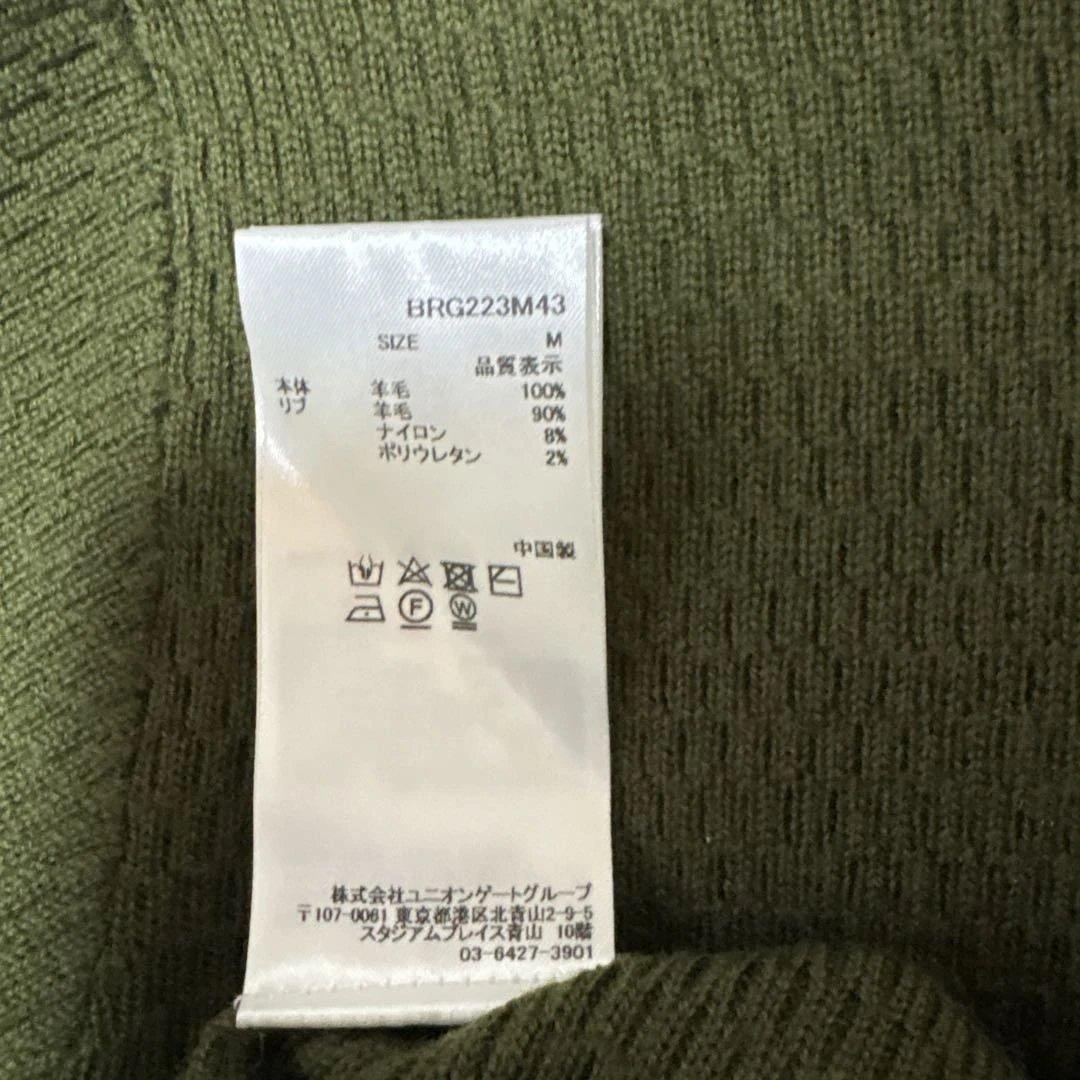 BRG223M43
SIZE M
品質表示
本体 羊毛 100%
リブ 羊毛 90%
ナイロン 8%
ポリウレタン 2%
中国製
F W
株式会社ユニオンゲートグループ
〒107-0061 東京都港区北青山2-9-5
スタジアムプレイス青山 10階
03-6427-3901